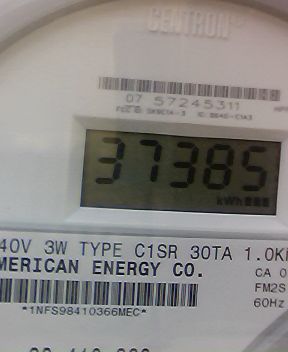 CENTRON
07 57245311
37385
kWh
40V 3W TYPE C1SR 30TA 1.0K
MERICAN ENERGY CO.
CA 0
FM2S
*1NFS98410366MEC*
60Hz